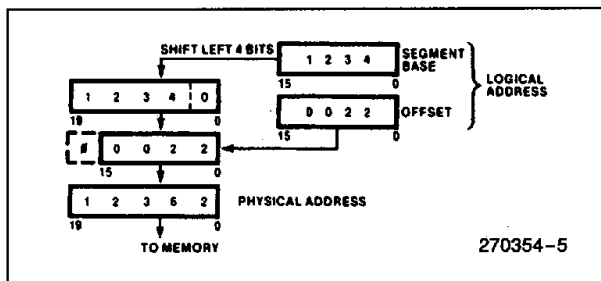 SHIFT LEFT 4 BITS
1 2 3 4
SEGMENT BASE
15 0
LOGICAL ADDRESS
1 2 3 4 0
19 0
0 0 2 2
OFFSET
15 0
0 0 0 2 2
15 0
1 2 3 6 2
PHYSICAL ADDRESS
19 0
TO MEMORY
270354-5